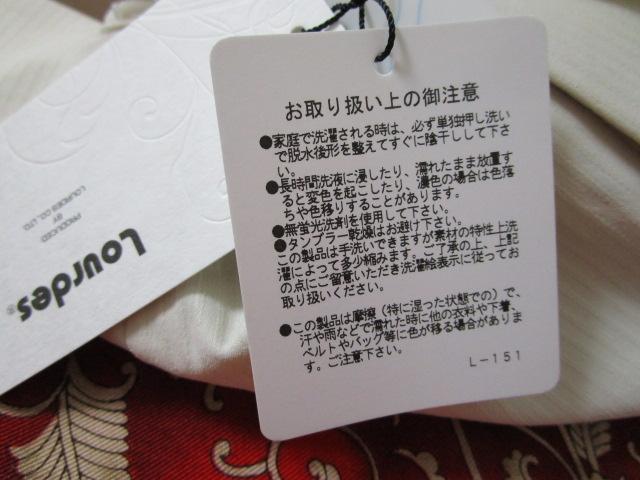 お取り扱い上の御注意
●家庭で洗濯される時は、必ず単独押し洗い
で脱水後形を整えてすぐに陰干しして下さ
い。
●長時間洗液に浸したり、濡れたまま放置す
ると変色を起こしたり、濃色の場合は色落
ちや色移りすることがあります。
●無蛍光洗剤を使用して下さい。
●タンブラー乾燥はお避け下さい。
この製品は手洗いできますが素材の特性上洗
濯によって多少縮みます。ご了承の上、上記
の点にご留意いただき洗濯絵表示に従ってお
取り扱いください。
●この製品は摩擦（特に湿った状態での）で、
汗や雨などで濡れた時に他の衣料や下着、
ベルトやバッグ等に色が移る場合がありま
す。ご注意下さい。
L-151
Lourdes®
PRODUCED
BY
LOURDES CO.,LTD.